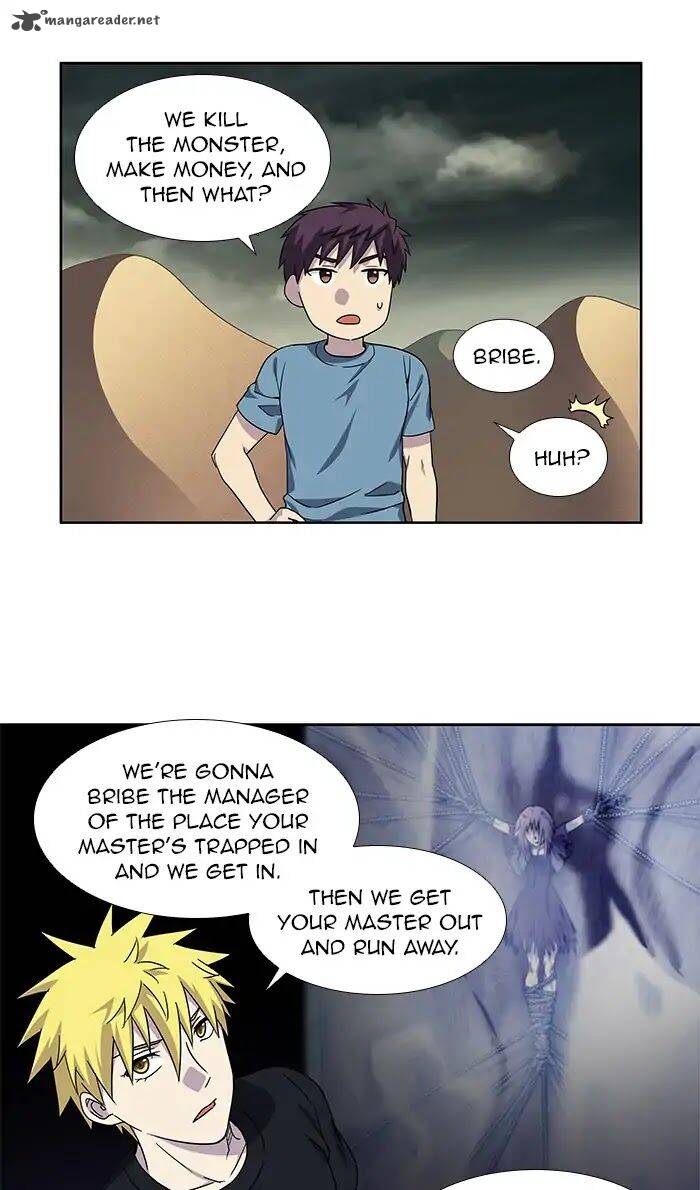 mangareader.net
WE KILL
THE MONSTER,
MAKE MONEY, AND
THEN WHAT?
BRIBE.
HUH?
WE'RE GONNA
BRIBE THE MANAGER
OF THE PLACE YOUR
MASTER'S TRAPPED IN
AND WE GET IN.
THEN WE GET
YOUR MASTER OUT
AND RUN AWAY.